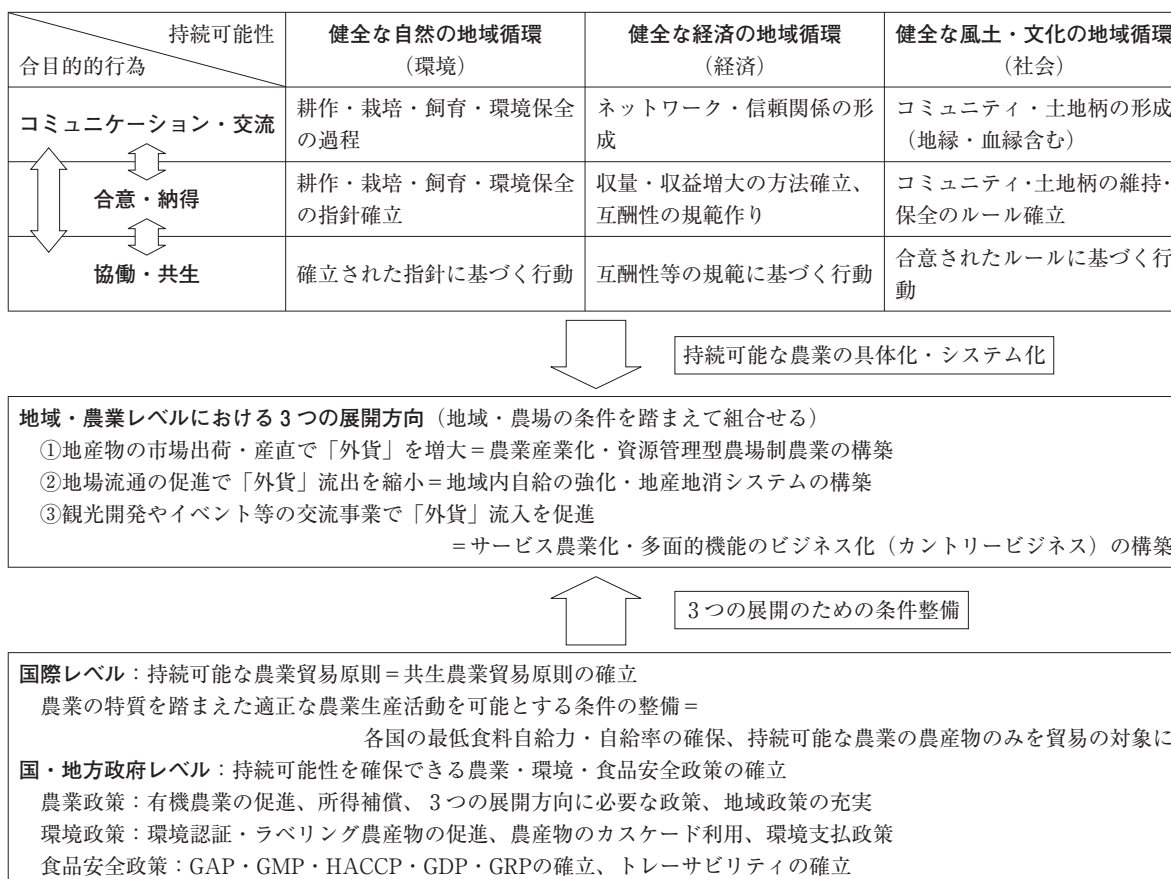 持続可能性
合目的的行為
健全な自然の地域循環
(環境)
健全な経済の地域循環
(経済)
健全な風土・文化の地域循環
(社会)
コミュニケーション・交流
耕作・栽培・飼育・環境保全
の過程
ネットワーク・信頼関係の形
成
コミュニティ・土地柄の形成
(地縁・血縁含む)
合意・納得
耕作・栽培・飼育・環境保全
の指針確立
収量・収益増大の方法確立、
互酬性の規範作り
コミュニティ・土地柄の維持・
保全のルール確立
協働・共生
確立された指針に基づく行動
互酬性等の規範に基づく行動
合意されたルールに基づく行
動
持続可能な農業の具体化・システム化
地域・農業レベルにおける3つの展開方向(地域・農場の条件を踏まえて組合せる)
①地産物の市場出荷・産直で「外貨」を増大=農業産業化・資源管理型農場制農業の構築
②地場流通の促進で「外貨」流出を縮小=地域内自給の強化・地産地消システムの構築
③観光開発やイベント等の交流事業で「外貨」流入を促進
=サービス農業化・多面的機能のビジネス化(カントリービジネス)の構築
3つの展開のための条件整備
国際レベル:持続可能な農業貿易原則=共生農業貿易原則の確立
農業の特質を踏まえた適正な農業生産活動を可能とする条件の整備=
各国の最低食料自給力・自給率の確保、持続可能な農業の農産物のみを貿易の対象に
国・地方政府レベル:持続可能性を確保できる農業・環境・食品安全政策の確立
農業政策:有機農業の促進、所得補償、3つの展開方向に必要な政策、地域政策の充実
環境政策:環境認証・ラベリング農産物の促進、農産物のカスケード利用、環境支払政策
食品安全政策:GAP・GMP・HACCP・GDP・GRPの確立、トレーサビリティの確立